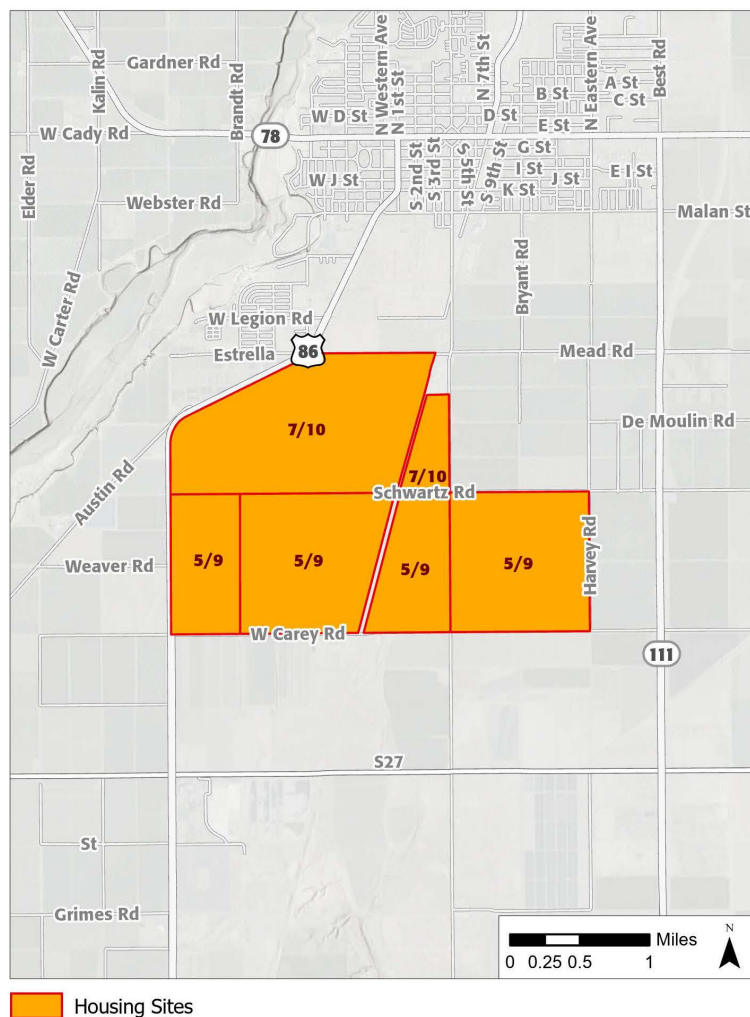 Gardner Rd
Kalin Rd
Brandt Rd
N Western Ave
N 1st St
N 7th St
N Eastern Ave
Best Rd
A St
B St
C St
W D St
D St
E St
W Cady Rd
78
G St
I St
E I St
J St
K St
W J St
S 2nd St
S 3rd St
S 5th St
S 9th St
Elder Rd
Webster Rd
Malan St
Bryant Rd
W Carter Rd
W Legion Rd
Estrella
86
Mead Rd
7/10
De Moulin Rd
7/10
Schwartz Rd
Austin Rd
Weaver Rd
5/9
5/9
5/9
5/9
Harvey Rd
W Carey Rd
111
S27
St
Grimes Rd
N
Miles
0 0.25 0.5 1
Housing Sites